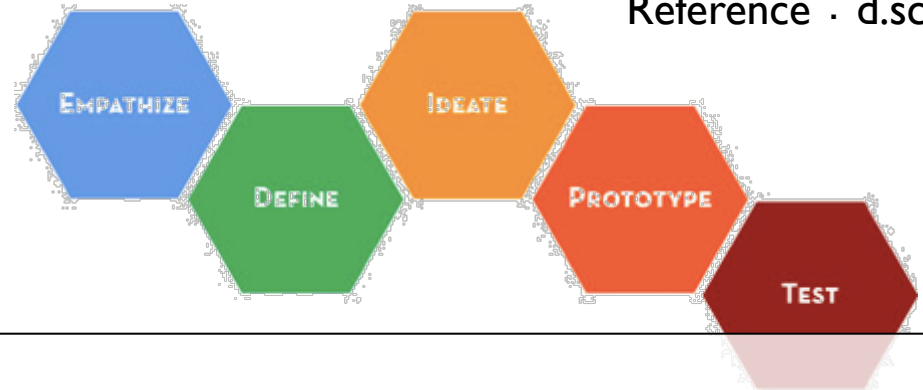 Reference · d.sc
EMPATHIZE
IDEATE
DEFINE
PROTOTYPE
TEST